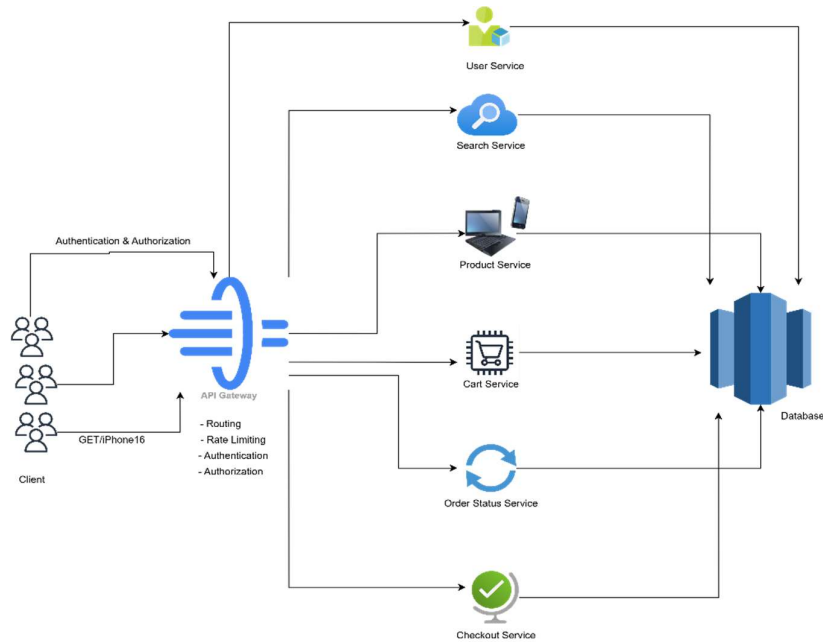 User Service
Search Service
Authentication & Authorization
Product Service
API Gateway
Cart Service
Database
- Routing
GET/iPhone16
- Rate Limiting
- Authentication
- Authorization
Client
Order Status Service
Checkout Service